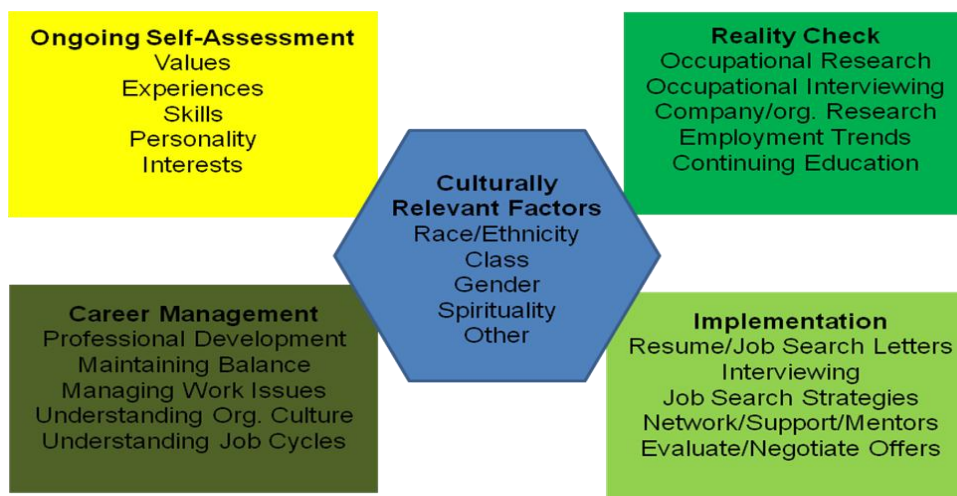 Ongoing Self-Assessment
Values
Experiences
Skills
Personality
Interests
Reality Check
Occupational Research
Occupational Interviewing
Company/org. Research
Employment Trends
Continuing Education
Culturally
Relevant Factors
Race/Ethnicity
Class
Gender
Spirituality
Other
Career Management
Professional Development
Maintaining Balance
Managing Work Issues
Understanding Org. Culture
Understanding Job Cycles
Implementation
Resume/Job Search Letters
Interviewing
Job Search Strategies
Network/Support/Mentors
Evaluate/Negotiate Offers